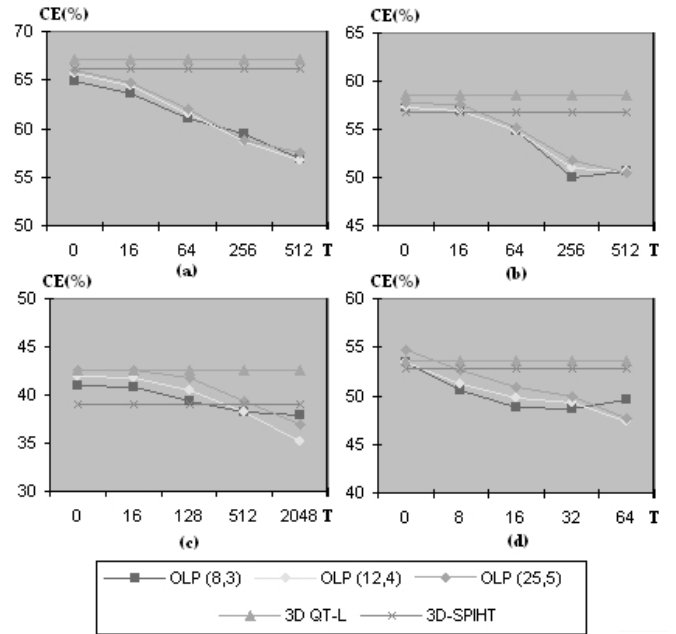 CE(%)
70
65
60
55
50
0 16 64 256 512 T
(a)
CE(%)
65
60
55
50
45
0 16 64 256 512 T
(b)
CE(%)
50
45
40
35
30
0 16 128 512 2048 T
(c)
CE(%)
60
55
50
45
40
0 8 16 32 64 T
(d)
OLP (8,3) OLP (12,4) OLP (25,5)
3D QT-L 3D-SPIHT